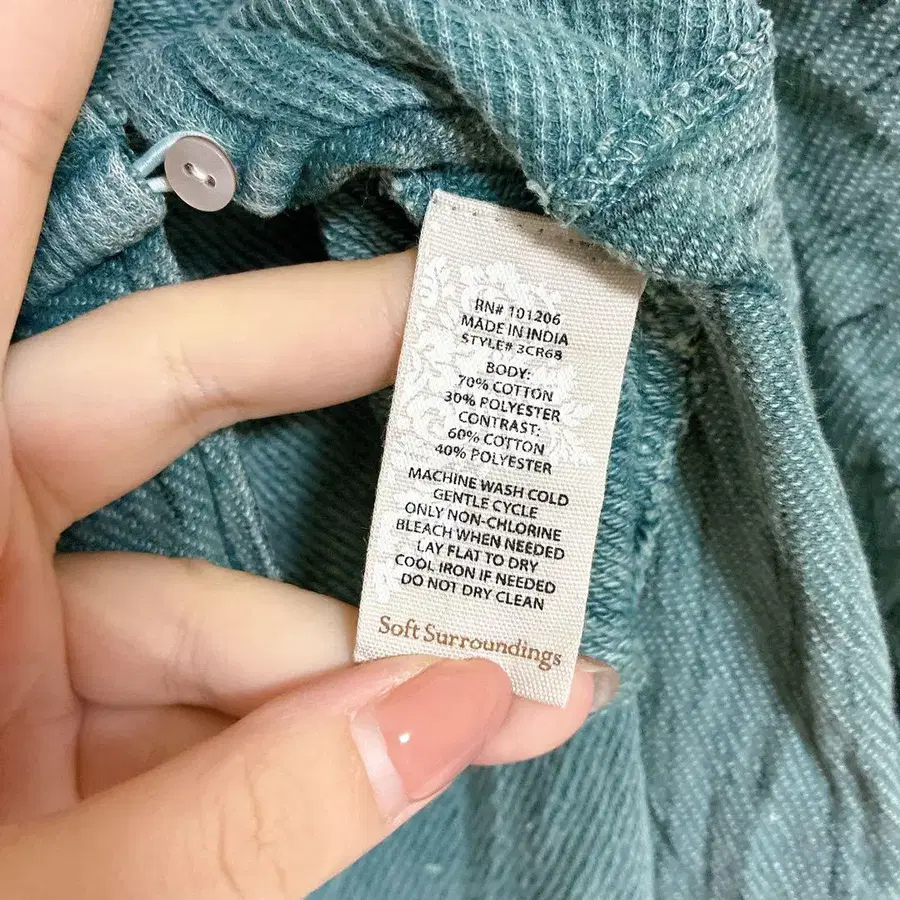 RN# 101206
MADE IN INDIA
STYLE# 3CR68
BODY:
70% COTTON
30% POLYESTER
CONTRAST:
60% COTTON
40% POLYESTER
MACHINE WASH COLD
GENTLE CYCLE
ONLY NON-CHLORINE
BLEACH WHEN NEEDED
LAY FLAT TO DRY
COOL IRON IF NEEDED
DO NOT DRY CLEAN
Soft Surroundings